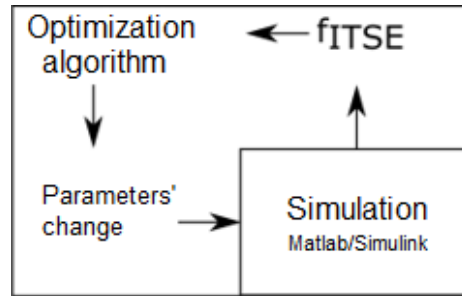 Optimization
algorithm
fITSE
Parameters'
change
Simulation
Matlab/Simulink